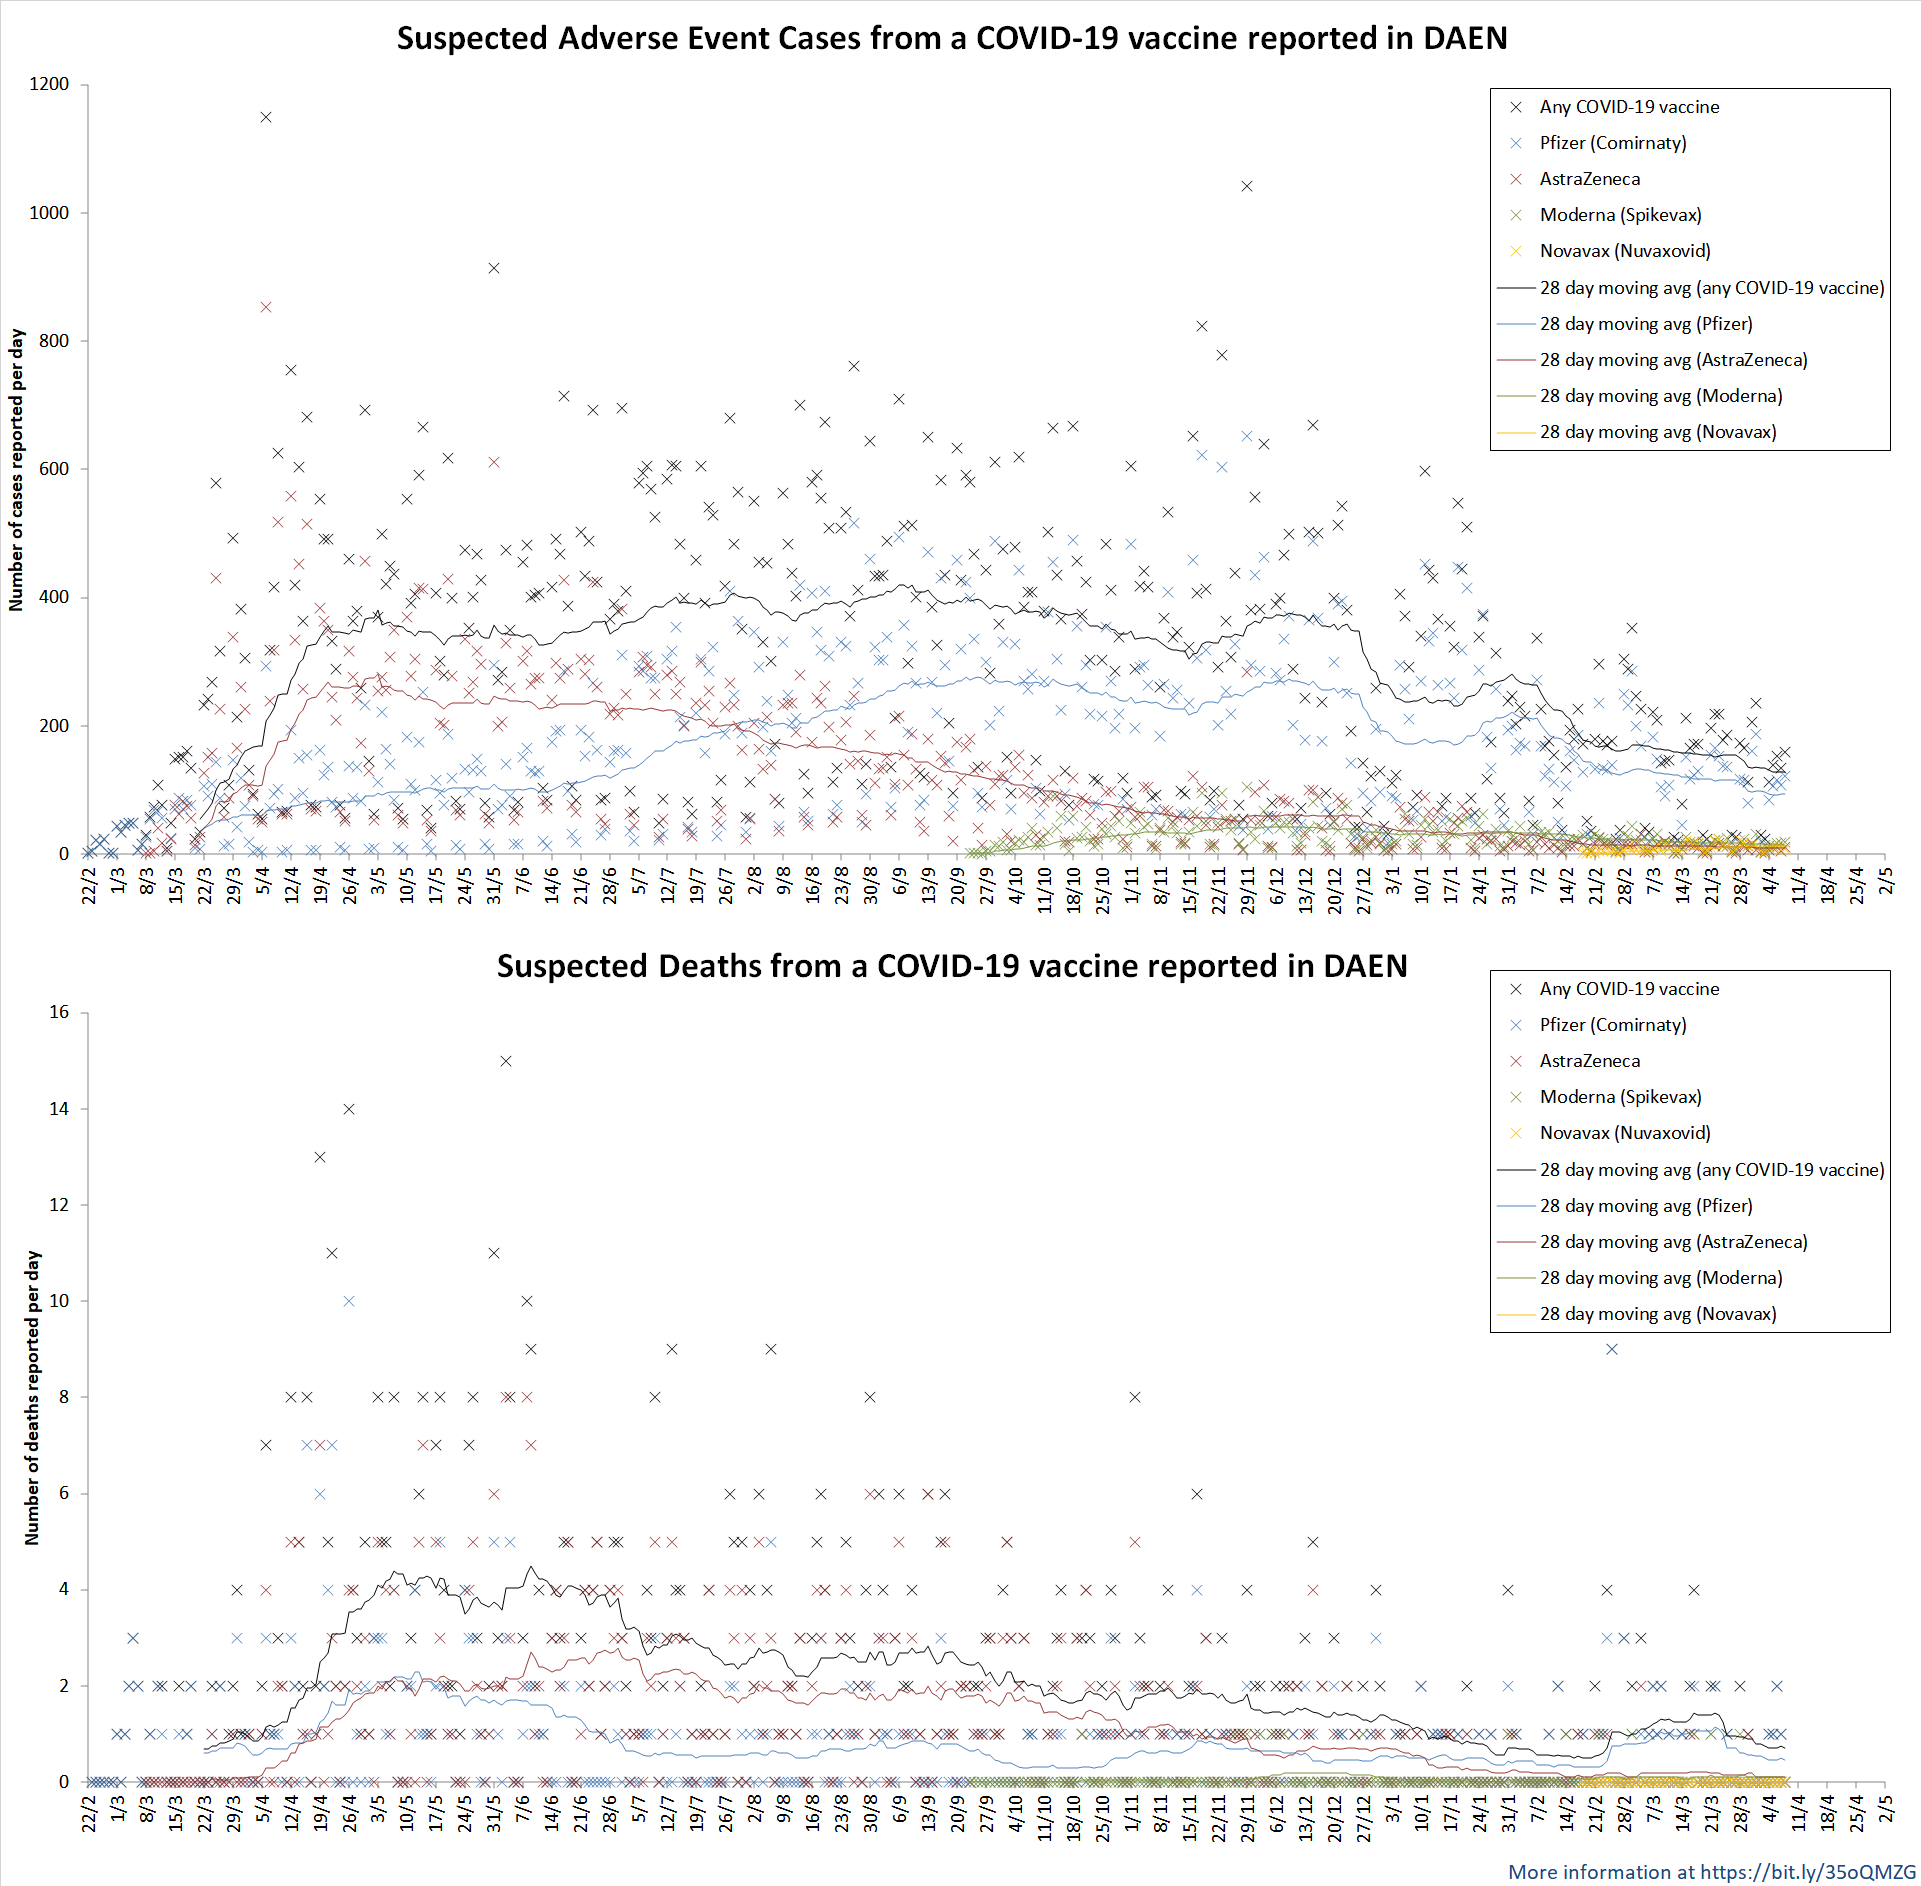 Suspected Adverse Event Cases from a COVID-19 vaccine reported in DAEN
Number of cases reported per day
1200
1000
800
600
400
200
0
Any COVID-19 vaccine
Pfizer (Comirnaty)
AstraZeneca
Moderna (Spikevax)
Novavax (Nuvaxovid)
28 day moving avg (any COVID-19 vaccine)
28 day moving avg (Pfizer)
28 day moving avg (AstraZeneca)
28 day moving avg (Moderna)
28 day moving avg (Novavax)
22/2 1/3 8/3 15/3 22/3 29/3 5/4 12/4 19/4 26/4 3/5 10/5 17/5 24/5 31/5 7/6 14/6 21/6 28/6 5/7 12/7 19/7 26/7 2/8 9/8 16/8 23/8 30/8 6/9 13/9 20/9 27/9 4/10 11/10 18/10 25/10 1/11 8/11 15/11 22/11 29/11 6/12 13/12 20/12 27/12 3/1 10/1 17/1 24/1 31/1 7/2 14/2 21/2 28/2 7/3 14/3 21/3 28/3 4/4 11/4 18/4 25/4 2/5
Suspected Deaths from a COVID-19 vaccine reported in DAEN
Number of deaths reported per day
16
14
12
10
8
6
4
2
0
Any COVID-19 vaccine
Pfizer (Comirnaty)
AstraZeneca
Moderna (Spikevax)
Novavax (Nuvaxovid)
28 day moving avg (any COVID-19 vaccine)
28 day moving avg (Pfizer)
28 day moving avg (AstraZeneca)
28 day moving avg (Moderna)
28 day moving avg (Novavax)
22/2 1/3 8/3 15/3 22/3 29/3 5/4 12/4 19/4 26/4 3/5 10/5 17/5 24/5 31/5 7/6 14/6 21/6 28/6 5/7 12/7 19/7 26/7 2/8 9/8 16/8 23/8 30/8 6/9 13/9 20/9 27/9 4/10 11/10 18/10 25/10 1/11 8/11 15/11 22/11 29/11 6/12 13/12 20/12 27/12 3/1 10/1 17/1 24/1 31/1 7/2 14/2 21/2 28/2 7/3 14/3 21/3 28/3 4/4 11/4 18/4 25/4 2/5
More information at https://bit.ly/35oQMZG